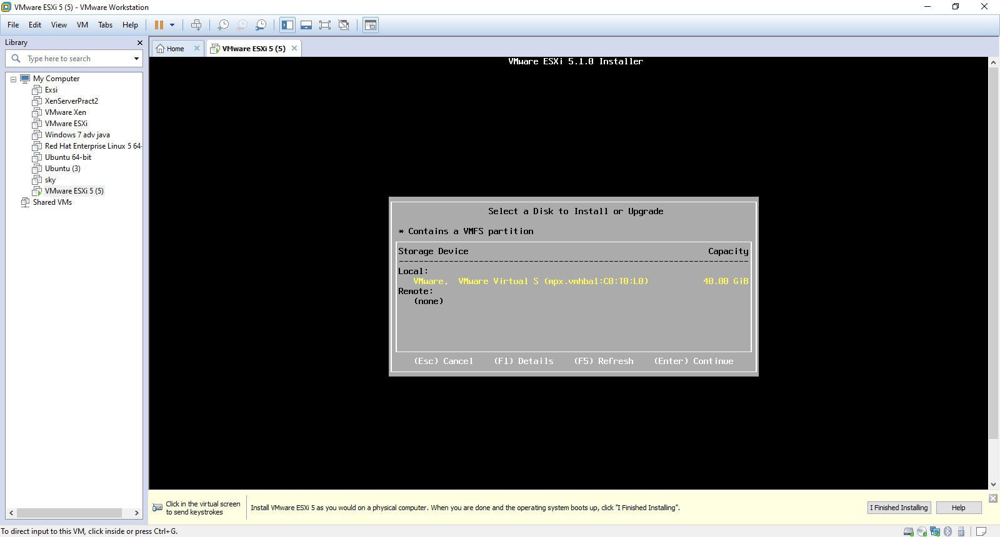 VMware ESXi 5 (5) - VMware Workstation
File Edit View VM Tabs Help
Library
Type here to search
My Computer
Exsi
XenServerPract2
VMware Xen
VMware ESXi
Windows 7 adv java
Red Hat Enterprise Linux 5 64-
Ubuntu 64-bit
Ubuntu (3)
sky
VMware ESXi 5 (5)
Shared VMs
Home
VMware ESXi 5 (5)
VMware ESXi 5.1.0 Installer
Select a Disk to Install or Upgrade
* Contains a VMFS partition
Storage Device Capacity
Local:
VMware, VMware Virtual S (mpx.vmhba1:C0:T0:L0) 40.00 GiB
Remote:
(none)
(Esc) Cancel (F1) Details (F5) Refresh (Enter) Continue
Click in the virtual screen
to send keystrokes
Install VMware ESXi 5 as you would on a physical computer. When you are done and the operating system boots up, click "I Finished Installing".
I Finished Installing
Help
To direct input to this VM, click inside or press Ctrl+G.